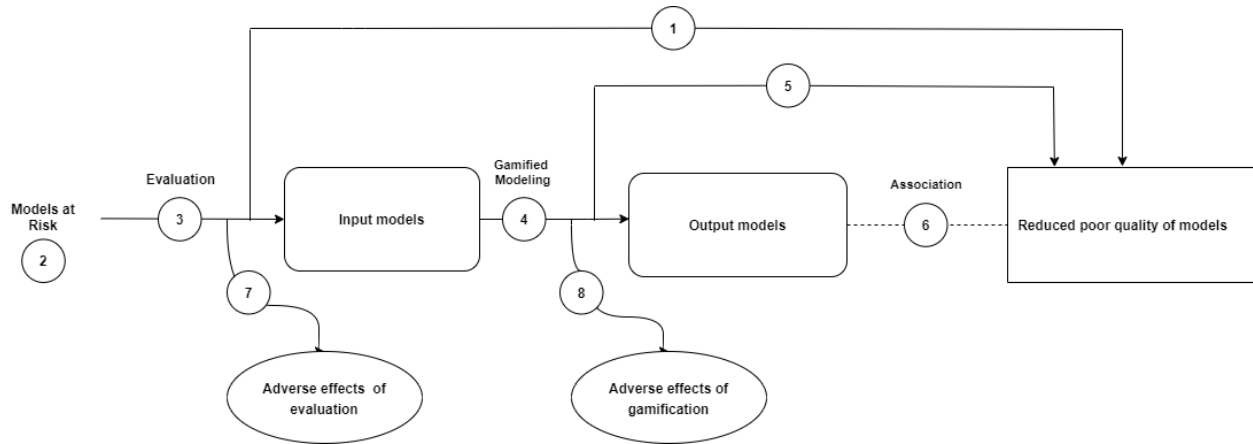 1
5
Gamified
Modeling
Evaluation
Association
Models at
Risk
2
3
Input models
4
Output models
6
Reduced poor quality of models
7
8
Adverse effects of
evaluation
Adverse effects of
gamification